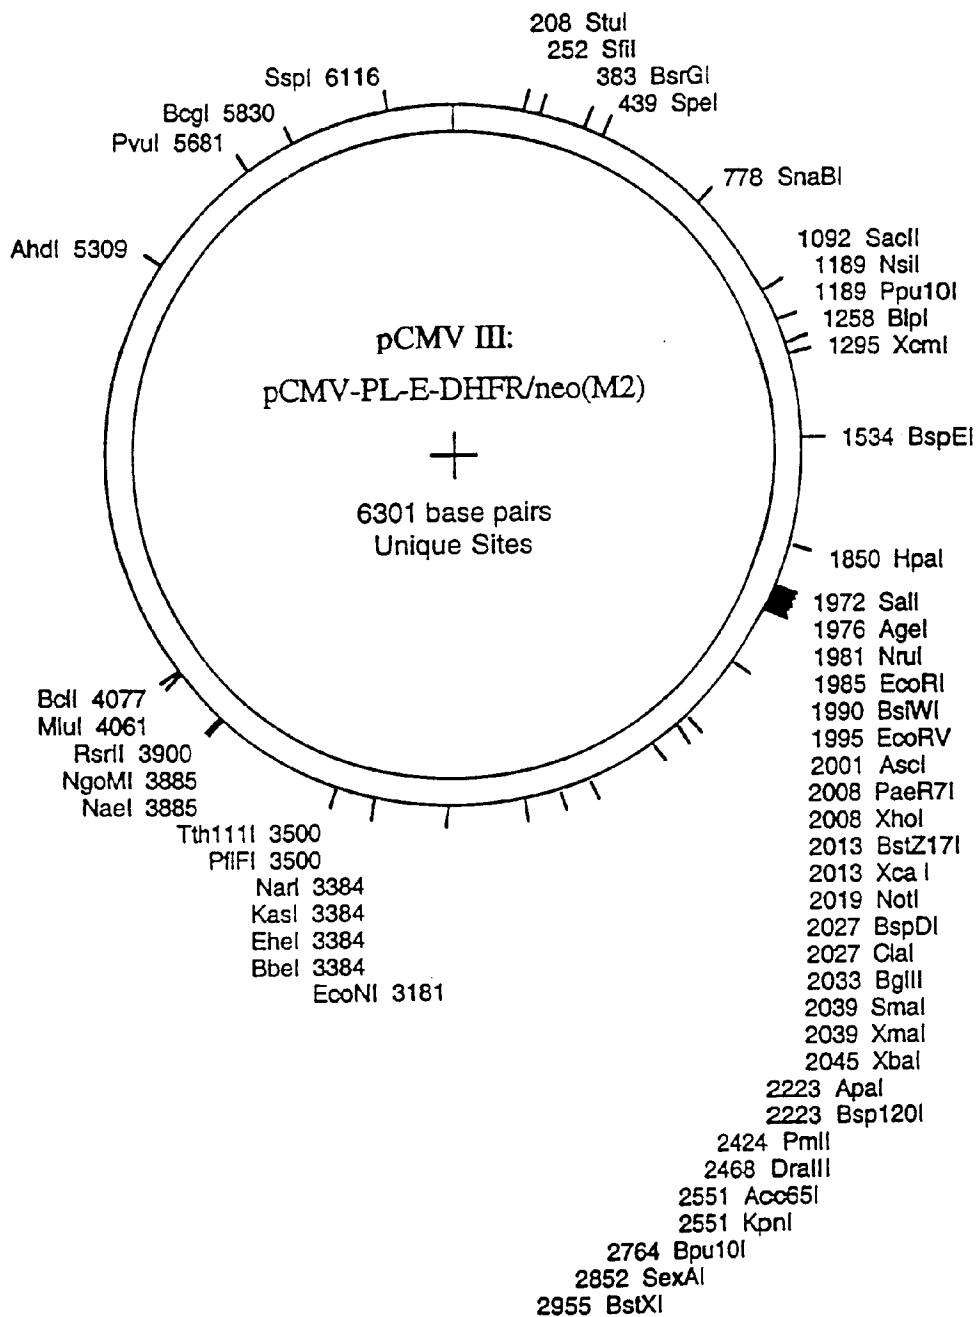 208 StuI
252 SfiI
383 BsrGI
439 SpeI
778 SnaBI
1092 SacII
1189 NsiI
1189 Ppu10I
1258 BlpI
1295 XcmI
1534 BspEI
1850 HpaI
1972 SalI
1976 AgeI
1981 NruI
1985 EcoRI
1990 BsiWI
1995 EcoRV
2001 AscI
2008 PaeR7I
2008 XhoI
2013 BstZ17I
2013 Xca I
2019 NotI
2027 BspDI
2027 ClaI
2033 BglII
2039 SmaI
2039 XmaI
2045 XbaI
2223 ApaI
2223 Bsp120I
2424 PmlI
2468 DraIII
2551 Acc65I
2551 KpnI
2764 Bpu10I
2852 SexAI
2955 BstXI
EcoNI 3181
BbeI 3384
EheI 3384
KasI 3384
NarI 3384
PflFI 3500
Tth111I 3500
NaeI 3885
NgoMI 3885
RsrII 3900
MluI 4061
BclI 4077
AhdI 5309
PvuI 5681
BcgI 5830
SspI 6116
pCMV III:
pCMV-PL-E-DHFR/neo(M2)
6301 base pairs
Unique Sites